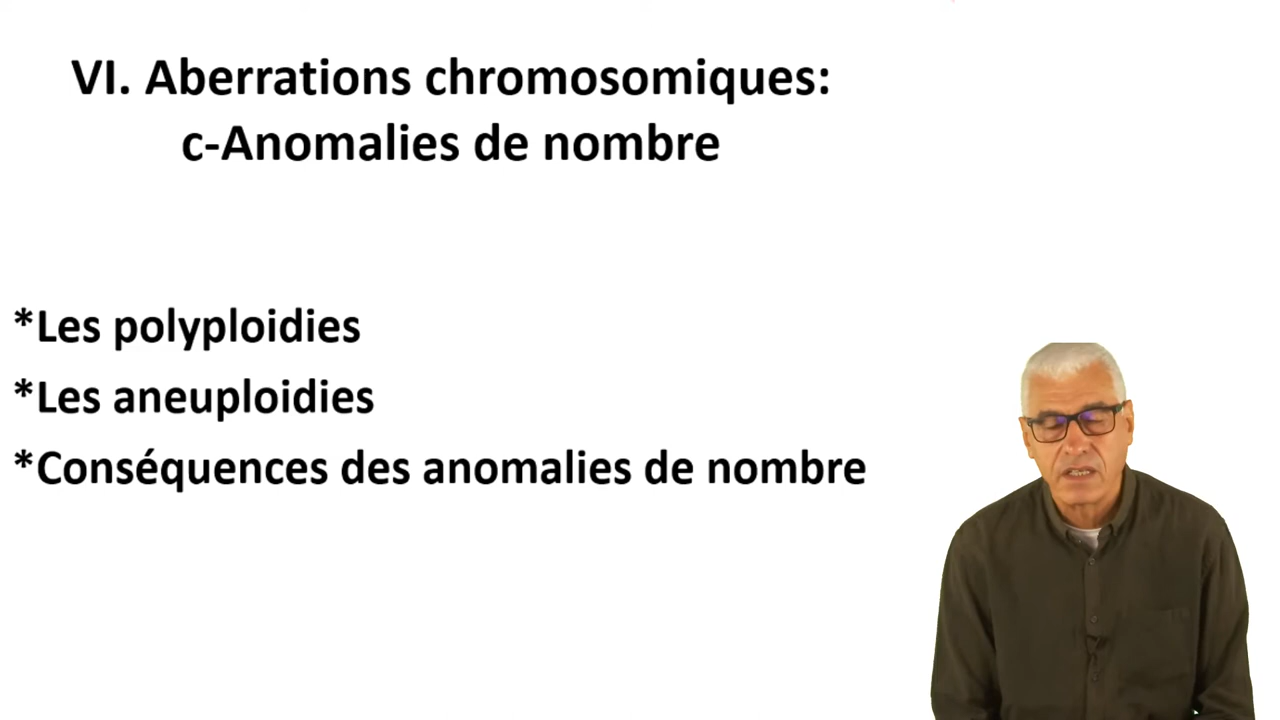 VI. Aberrations chromosomiques:
c-Anomalies de nombre
*Les polyploidies
*Les aneuploidies
*Conséquences des anomalies de nombre